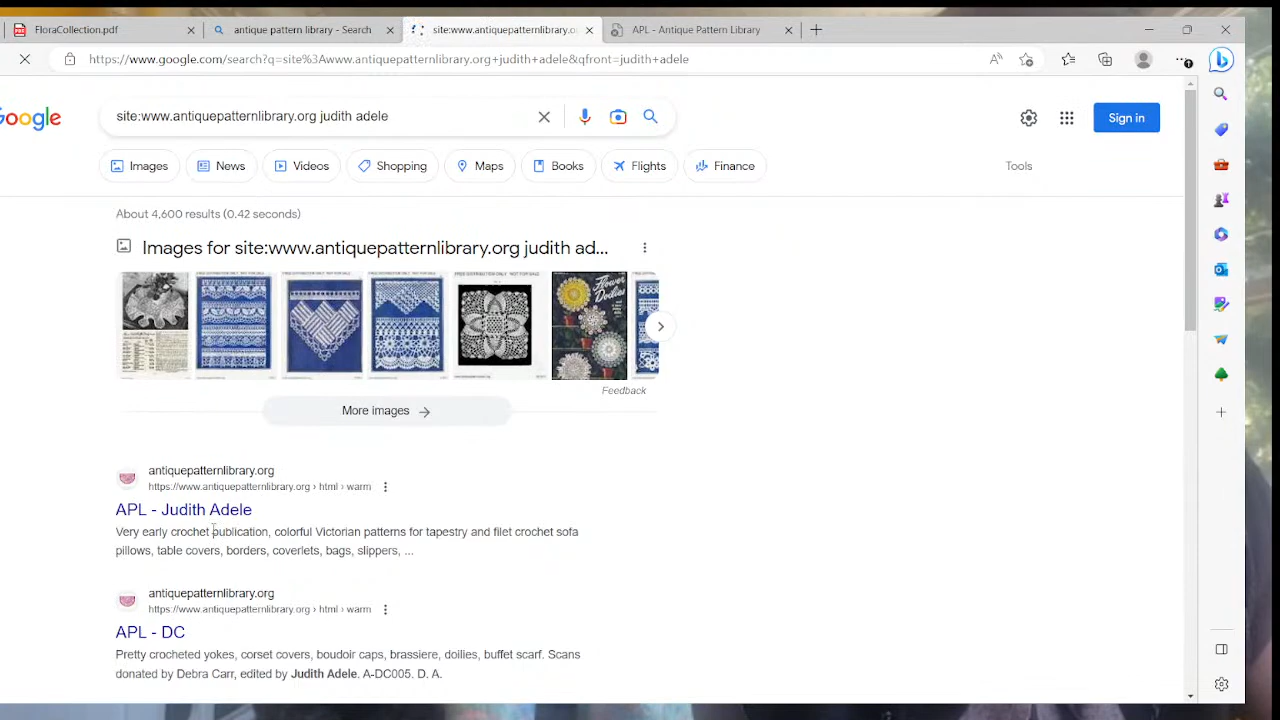 FloraCollection.pdf
antique pattern library - Search
site:www.antiquepatternlibrary.or
APL - Antique Pattern Library
https://www.google.com/search?q=site%3Awww.antiquepatternlibrary.org+judith+adele&qfront=judith+adele
oogle
site:www.antiquepatternlibrary.org judith adele
Sign in
Images
News
Videos
Shopping
Maps
Books
Flights
Finance
Tools
About 4,600 results (0.42 seconds)
Images for site:www.antiquepatternlibrary.org judith ad...
Flower
Doilies
Feedback
More images
antiquepatternlibrary.org
https://www.antiquepatternlibrary.org › html › warm
APL - Judith Adele
Very early crochet publication, colorful Victorian patterns for tapestry and filet crochet sofa
pillows, table covers, borders, coverlets, bags, slippers, ...
antiquepatternlibrary.org
https://www.antiquepatternlibrary.org › html › warm
APL - DC
Pretty crocheted yokes, corset covers, boudoir caps, brassiere, doilies, buffet scarf. Scans
donated by Debra Carr, edited by Judith Adele. A-DC005. D. A.